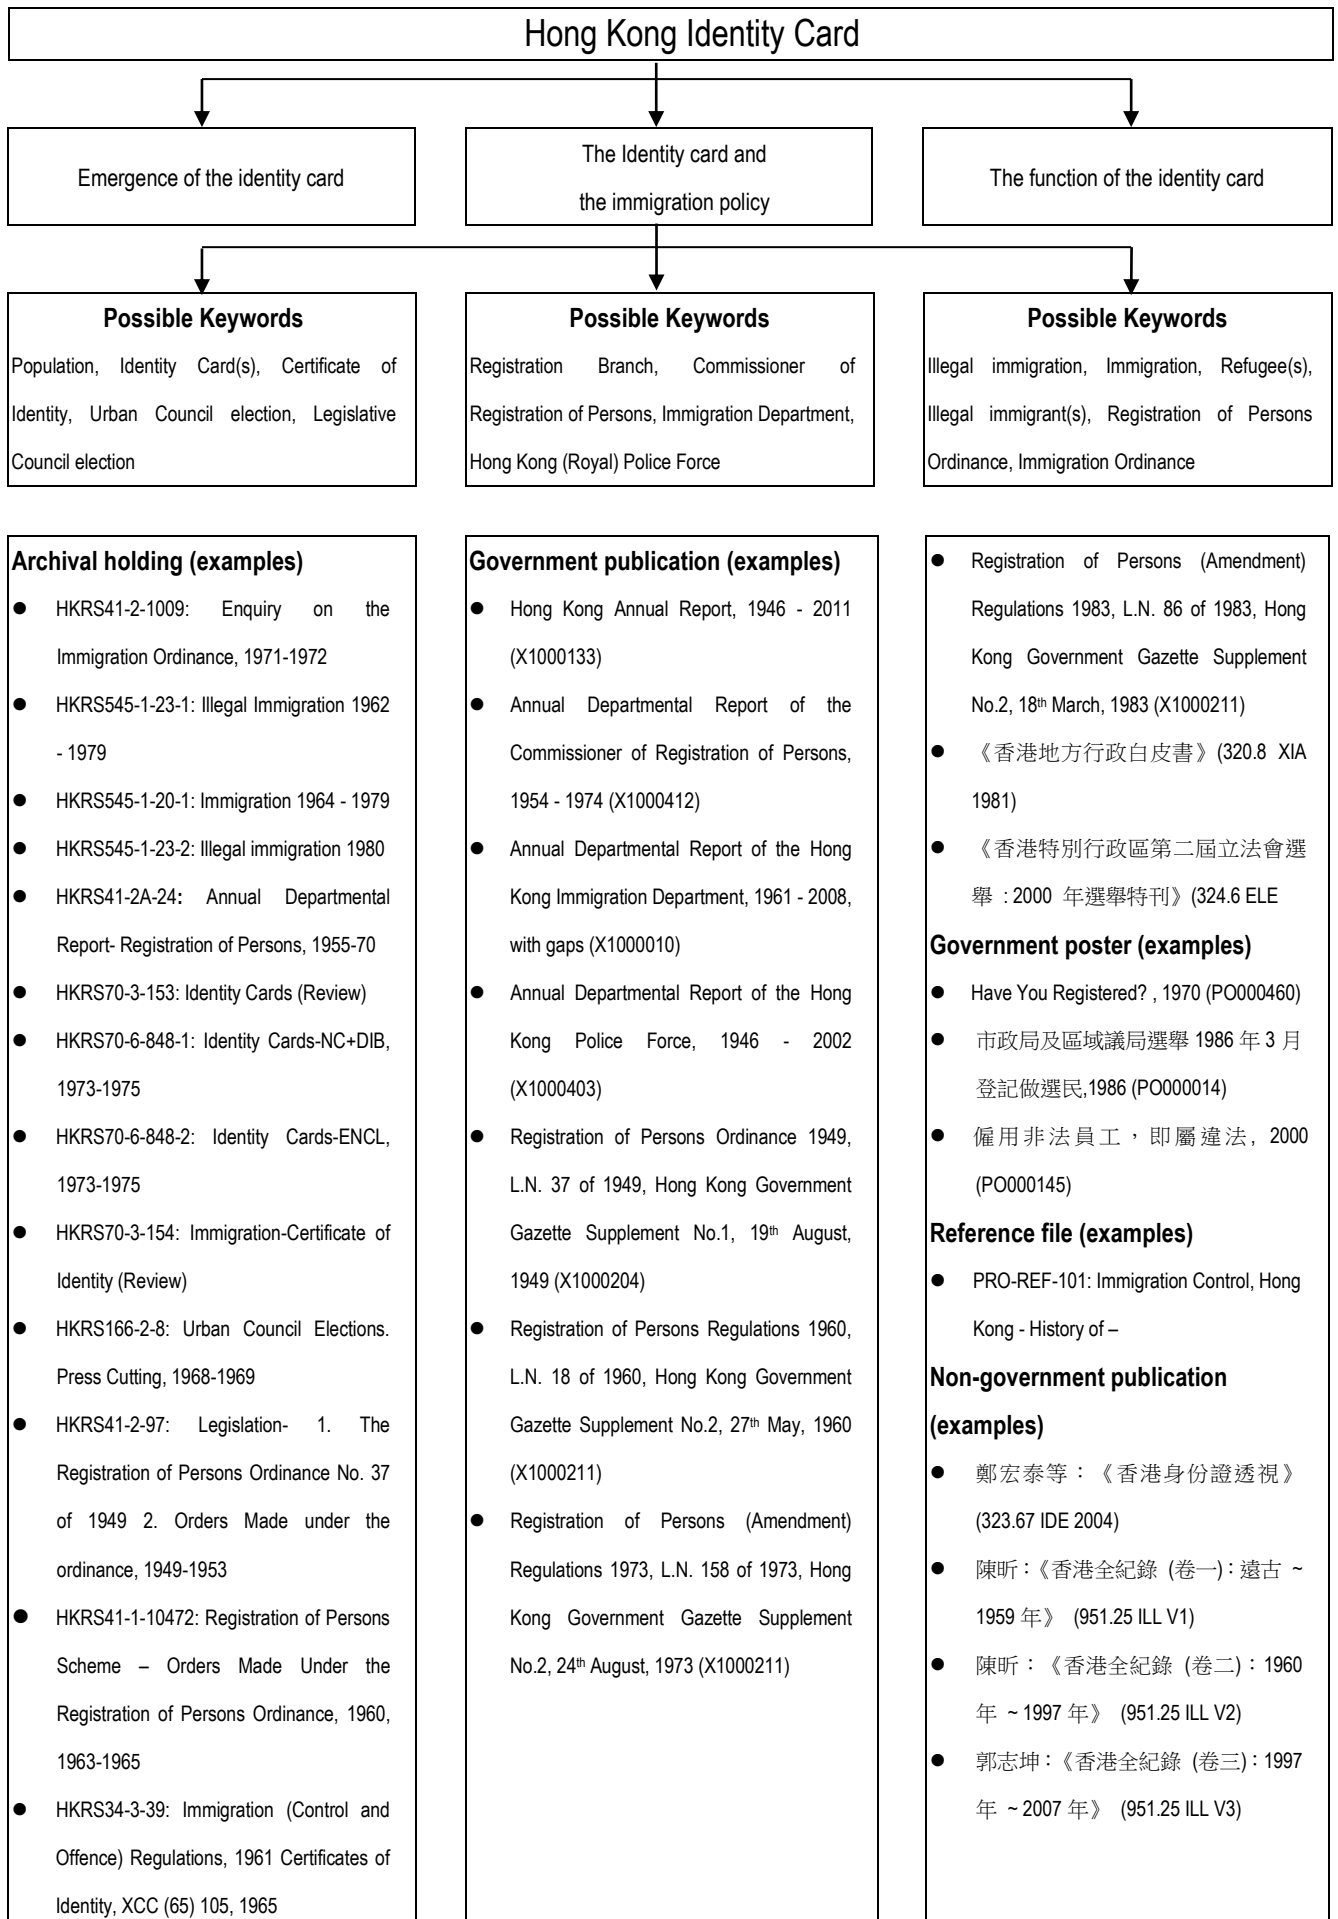 Hong Kong Identity Card
Emergence of the identity card
The Identity card and
the immigration policy
The function of the identity card
Possible Keywords
Population, Identity Card(s), Certificate of
Identity, Urban Council election, Legislative
Council election
Possible Keywords
Registration Branch, Commissioner of
Registration of Persons, Immigration Department,
Hong Kong (Royal) Police Force
Possible Keywords
Illegal immigration, Immigration, Refugee(s),
Illegal immigrant(s), Registration of Persons
Ordinance, Immigration Ordinance
Archival holding (examples)
● HKRS41-2-1009: Enquiry on the
Immigration Ordinance, 1971-1972
● HKRS545-1-23-1: Illegal Immigration 1962
- 1979
● HKRS545-1-20-1: Immigration 1964 - 1979
● HKRS545-1-23-2: Illegal immigration 1980
● HKRS41-2A-24: Annual Departmental
Report- Registration of Persons, 1955-70
● HKRS70-3-153: Identity Cards (Review)
● HKRS70-6-848-1: Identity Cards-NC+DIB,
1973-1975
● HKRS70-6-848-2: Identity Cards-ENCL,
1973-1975
● HKRS70-3-154: Immigration-Certificate of
Identity (Review)
● HKRS166-2-8: Urban Council Elections.
Press Cutting, 1968-1969
● HKRS41-2-97: Legislation- 1. The
Registration of Persons Ordinance No. 37
of 1949 2. Orders Made under the
ordinance, 1949-1953
● HKRS41-1-10472: Registration of Persons
Scheme – Orders Made Under the
Registration of Persons Ordinance, 1960,
1963-1965
● HKRS34-3-39: Immigration (Control and
Offence) Regulations, 1961 Certificates of
Identity, XCC (65) 105, 1965
Government publication (examples)
● Hong Kong Annual Report, 1946 - 2011
(X1000133)
● Annual Departmental Report of the
Commissioner of Registration of Persons,
1954 - 1974 (X1000412)
● Annual Departmental Report of the Hong
Kong Immigration Department, 1961 - 2008,
with gaps (X1000010)
● Annual Departmental Report of the Hong
Kong Police Force, 1946 - 2002
(X1000403)
● Registration of Persons Ordinance 1949,
L.N. 37 of 1949, Hong Kong Government
Gazette Supplement No.1, 19th August,
1949 (X1000204)
● Registration of Persons Regulations 1960,
L.N. 18 of 1960, Hong Kong Government
Gazette Supplement No.2, 27th May, 1960
(X1000211)
● Registration of Persons (Amendment)
Regulations 1973, L.N. 158 of 1973, Hong
Kong Government Gazette Supplement
No.2, 24th August, 1973 (X1000211)
● Registration of Persons (Amendment)
Regulations 1983, L.N. 86 of 1983, Hong
Kong Government Gazette Supplement
No.2, 18th March, 1983 (X1000211)
● 《香港地方行政白皮書》(320.8 XIA
1981)
● 《香港特別行政區第二屆立法會選
舉 : 2000 年選舉特刊》(324.6 ELE
Government poster (examples)
● Have You Registered? , 1970 (PO000460)
● 市政局及區域議局選舉 1986 年 3 月
登記做選民,1986 (PO000014)
● 僱用非法員工，即屬違法, 2000
(PO000145)
Reference file (examples)
● PRO-REF-101: Immigration Control, Hong
Kong - History of –
Non-government publication
(examples)
● 鄭宏泰等：《香港身份證透視》
(323.67 IDE 2004)
● 陳昕：《香港全紀錄 (卷一)：遠古 ~
1959 年》 (951.25 ILL V1)
● 陳昕：《香港全紀錄 (卷二)：1960
年 ~ 1997 年》 (951.25 ILL V2)
● 郭志坤：《香港全紀錄 (卷三)：1997
年 ~ 2007 年》 (951.25 ILL V3)